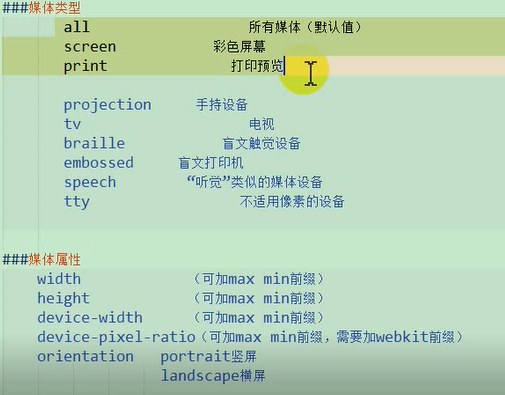 ###媒体类型
all 所有媒体（默认值）
screen 彩色屏幕
print 打印预览
projection 手持设备
tv 电视
braille 盲文触觉设备
embossed 盲文打印机
speech “听觉”类似的媒体设备
tty 不适用像素的设备
###媒体属性
width （可加max min前缀）
height （可加max min前缀）
device-width （可加max min前缀）
device-pixel-ratio（可加max min前缀，需要加webkit前缀）
orientation portrait竖屏
landscape横屏